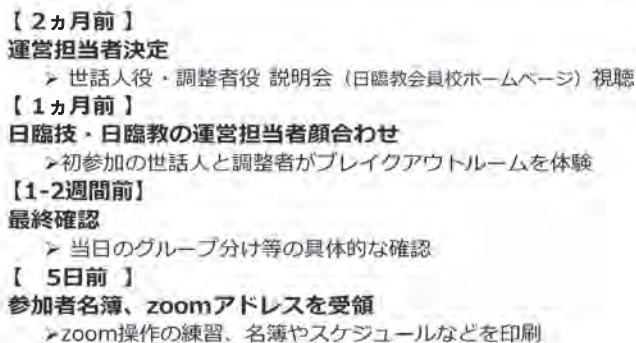 【 2ヵ月前 】
運営担当者決定
➢ 世話人役・調整者役 説明会（日臨教会員校ホームページ）視聴
【 1ヵ月前 】
日臨技・日臨教の運営担当者顔合わせ
➢初参加の世話人と調整者がブレイクアウトルームを体験
【1-2週間前】
最終確認
➢ 当日のグループ分け等の具体的な確認
【 5日前 】
参加者名簿、zoomアドレスを受領
➢zoom操作の練習、名簿やスケジュールなどを印刷